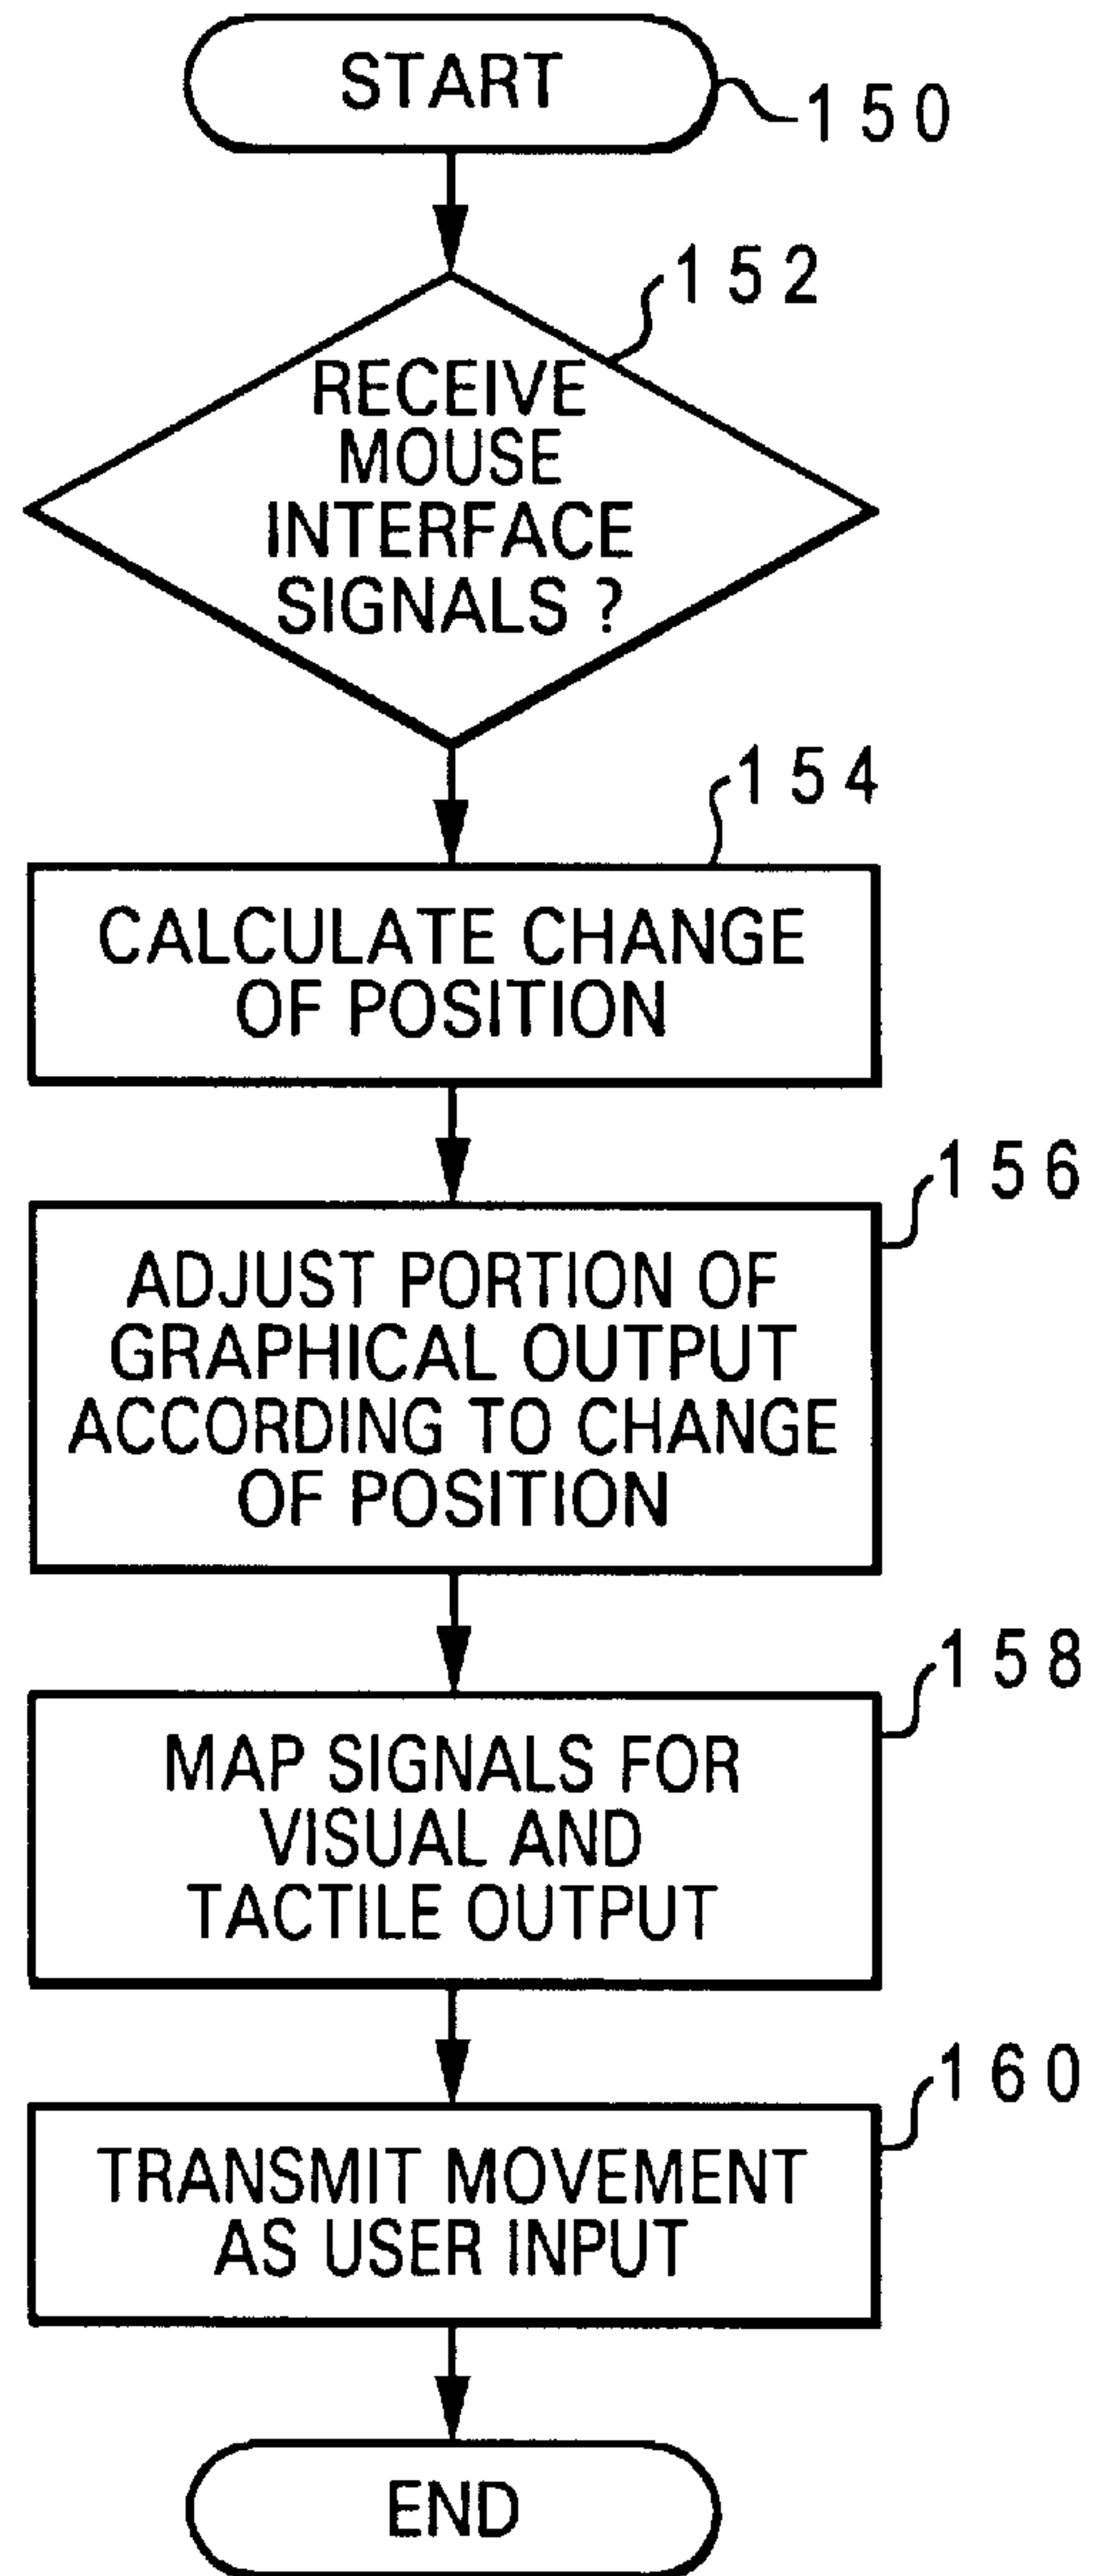 START
150
152
RECEIVE
MOUSE
INTERFACE
SIGNALS ?
154
CALCULATE CHANGE
OF POSITION
156
ADJUST PORTION OF
GRAPHICAL OUTPUT
ACCORDING TO CHANGE
OF POSITION
158
MAP SIGNALS FOR
VISUAL AND
TACTILE OUTPUT
160
TRANSMIT MOVEMENT
AS USER INPUT
END